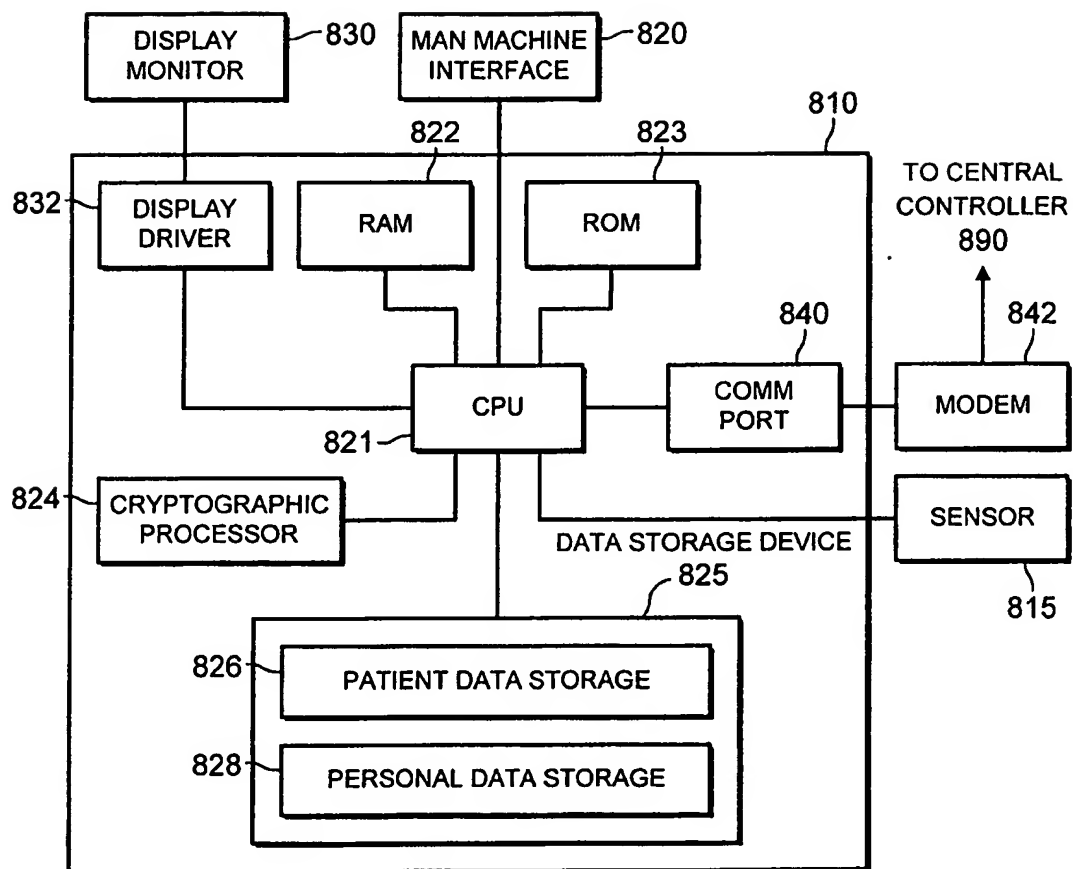 DISPLAY
MONITOR
830
MAN MACHINE
INTERFACE
820
810
822
823
832
DISPLAY
DRIVER
RAM
ROM
TO CENTRAL
CONTROLLER
890
840
842
CPU
821
COMM
PORT
MODEM
824
CRYPTOGRAPHIC
PROCESSOR
SENSOR
815
DATA STORAGE DEVICE
825
826
PATIENT DATA STORAGE
828
PERSONAL DATA STORAGE